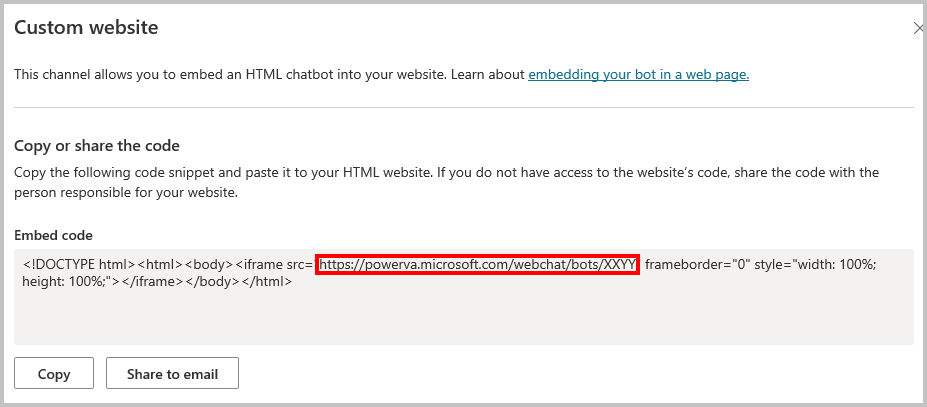 Custom website
This channel allows you to embed an HTML chatbot into your website. Learn about embedding your bot in a web page.
Copy or share the code
Copy the following code snippet and paste it to your HTML website. If you do not have access to the website's code, share the code with the
person responsible for your website.
Embed code
<!DOCTYPE html><html><body><iframe src="https://powerva.microsoft.com/webchat/bots/XXYY" frameborder="0" style="width: 100%;
height: 100%;"></iframe></body></html>
Copy Share to email